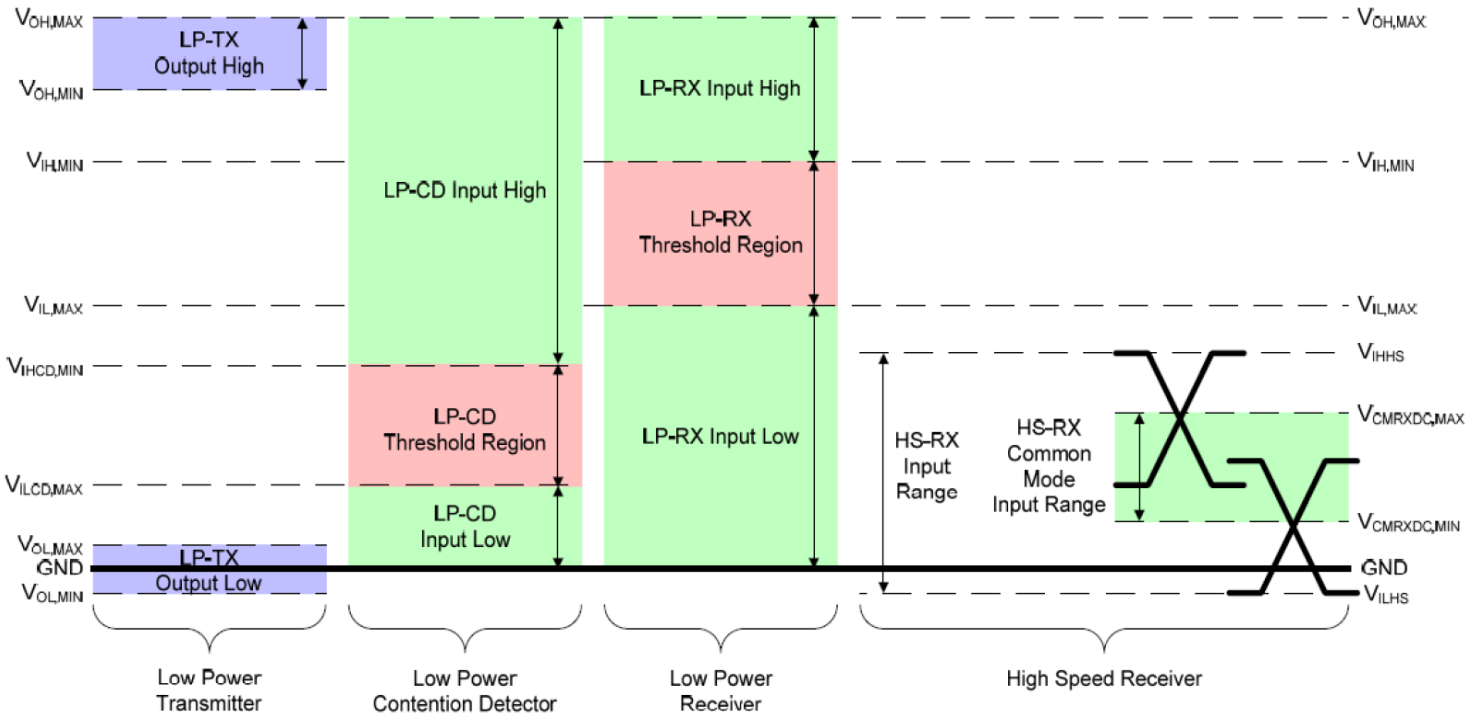 VOH,MAX
VOH,MIN
VIH,MIN
VIL,MAX
VIHCD,MIN
VILCD,MAX
VOL,MAX
GND
VOL,MIN
LP-TX
Output High
LP-TX
Output Low
LP-CD Input High
LP-CD
Threshold Region
LP-CD
Input Low
LP-RX Input High
LP-RX
Threshold Region
LP-RX Input Low
HS-RX
Input
Range
HS-RX
Common
Mode
Input Range
VOH,MAX
VIH,MIN
VIL,MAX
VIHHS
VCMRXDC,MAX
VCMRXDC,MIN
GND
VILHS
Low Power
Transmitter
Low Power
Contention Detector
Low Power
Receiver
High Speed Receiver